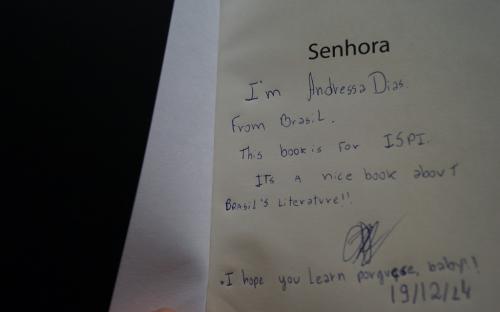 Senhora
I'm Andressa Dias.
From Brasil.
This book is for ISPI.
Its a nice book about
Brasil's Literature!!
• I hope you Learn porguese, baby!!
19/12/24